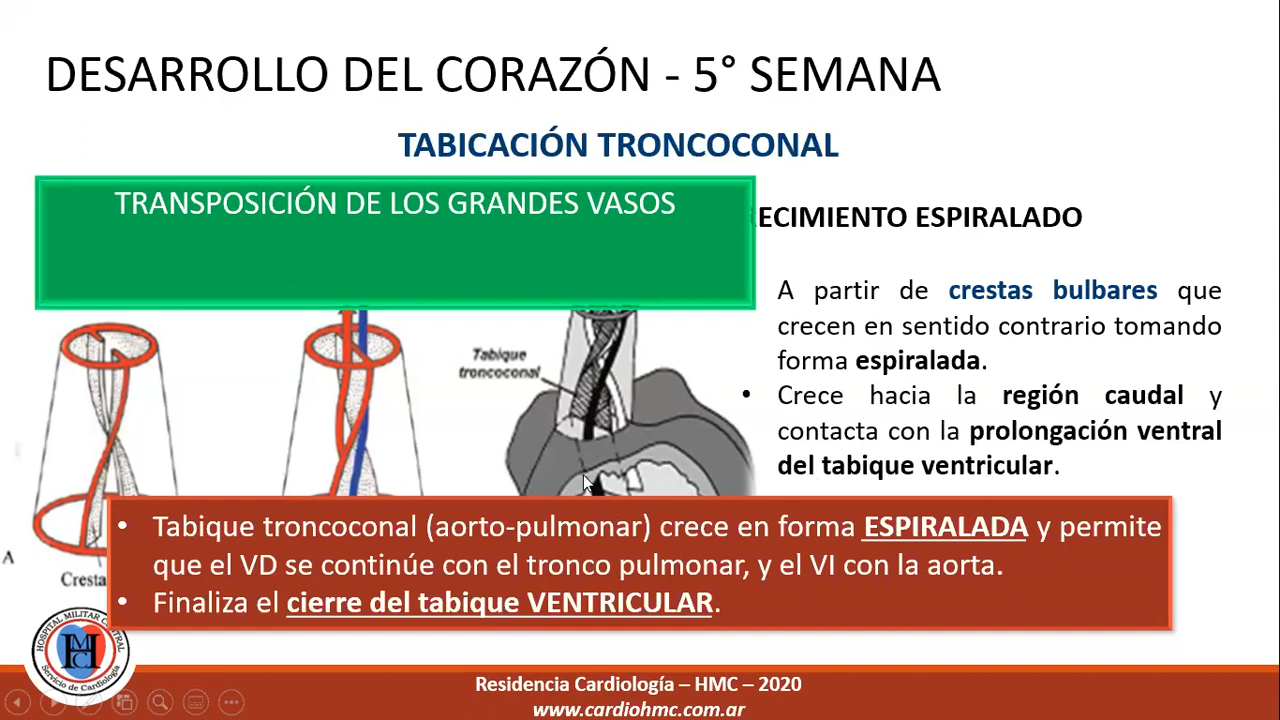 DESARROLLO DEL CORAZÓN - 5° SEMANA
TABICACIÓN TRONCOCONAL
TRANSPOSICIÓN DE LOS GRANDES VASOS
ECIMIENTO ESPIRALADO
A partir de crestas bulbares que
crecen en sentido contrario tomando
forma espiralada.
• Crece hacia la región caudal y
contacta con la prolongación ventral
del tabique ventricular.
Tabique
troncoconal
• Tabique troncoconal (aorto-pulmonar) crece en forma ESPIRALADA y permite
que el VD se continúe con el tronco pulmonar, y el VI con la aorta.
• Finaliza el cierre del tabique VENTRICULAR.
A
Cresta
HOSPITAL MILITAR CENTRAL
HMC
Servicio de Cardiología
Residencia Cardiología – HMC – 2020
www.cardiohmc.com.ar